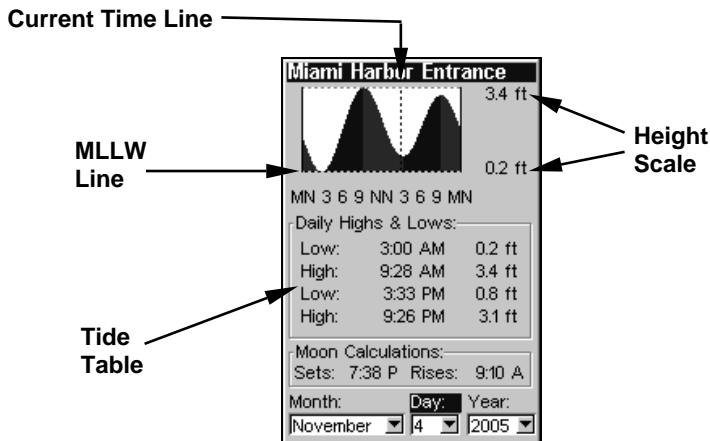 Current Time Line
Miami Harbor Entrance
3.4 ft
Height
Scale
MLLW
Line
0.2 ft
MN 3 6 9 NN 3 6 9 MN
Daily Highs & Lows:
Low: 3:00 AM 0.2 ft
High: 9:28 AM 3.4 ft
Low: 3:33 PM 0.8 ft
High: 9:26 PM 3.1 ft
Tide
Table
Moon Calculations:
Sets: 7:38 P Rises: 9:10 A
Month: Day: Year:
November 4 2005